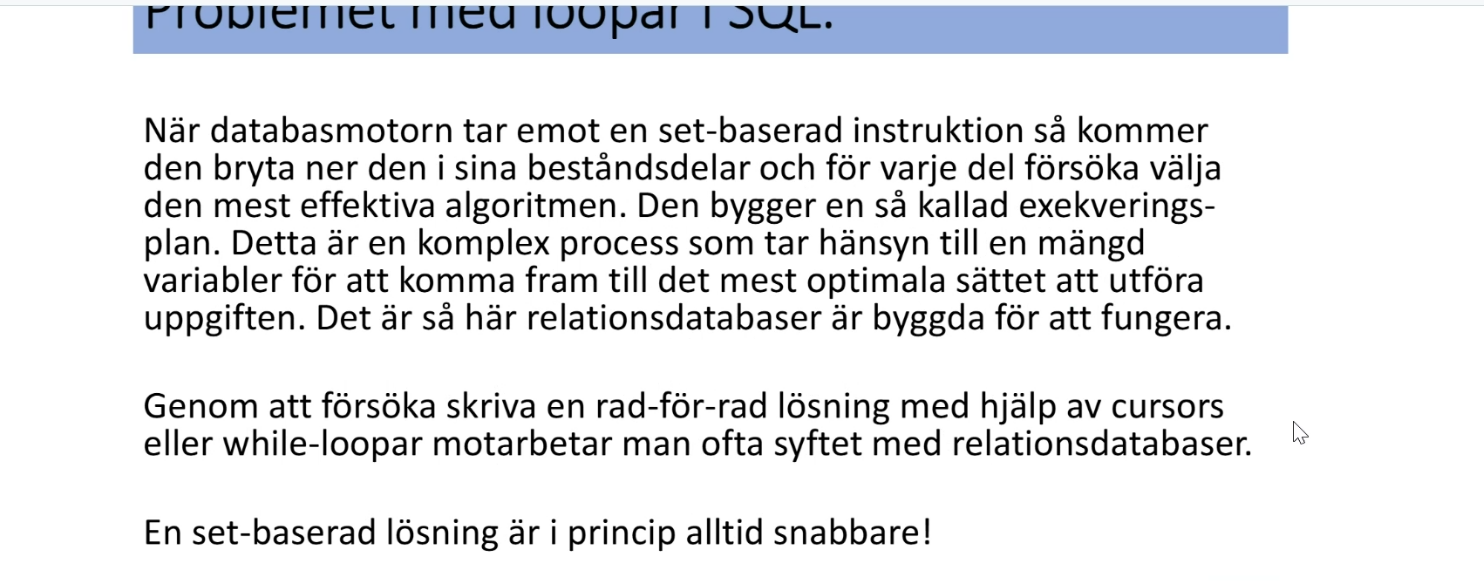 Problemet med loopar i SQL.
När databasmotorn tar emot en set-baserad instruktion så kommer
den bryta ner den i sina beståndsdelar och för varje del försöka välja
den mest effektiva algoritmen. Den bygger en så kallad exekverings-
plan. Detta är en komplex process som tar hänsyn till en mängd
variabler för att komma fram till det mest optimala sättet att utföra
uppgiften. Det är så här relationsdatabaser är byggda för att fungera.
Genom att försöka skriva en rad-för-rad lösning med hjälp av cursors
eller while-loopar motarbetar man ofta syftet med relationsdatabaser.
En set-baserad lösning är i princip alltid snabbare!